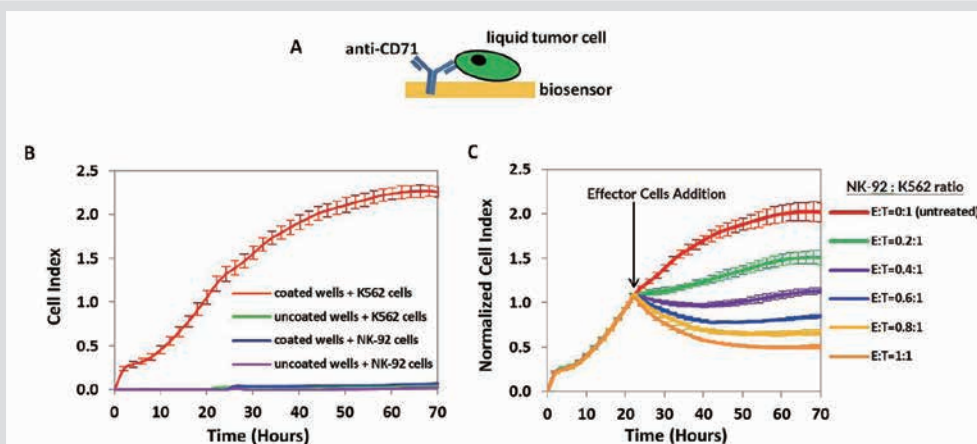 A
anti-CD71
liquid tumor cell
biosensor
B
2.5
2.0
1.5
1.0
0.5
0.0
Cell Index
coated wells + K562 cells
uncoated wells + K562 cells
coated wells + NK-92 cells
uncoated wells + NK-92 cells
0 10 20 30 40 50 60 70
Time (Hours)
C
2.5
2.0
1.5
1.0
0.5
0.0
Normalized Cell Index
Effector Cells Addition
0 10 20 30 40 50 60 70
Time (Hours)
NK-92 : K562 ratio
E:T=0:1 (untreated)
E:T=0.2:1
E:T=0.4:1
E:T=0.6:1
E:T=0.8:1
E:T=1:1